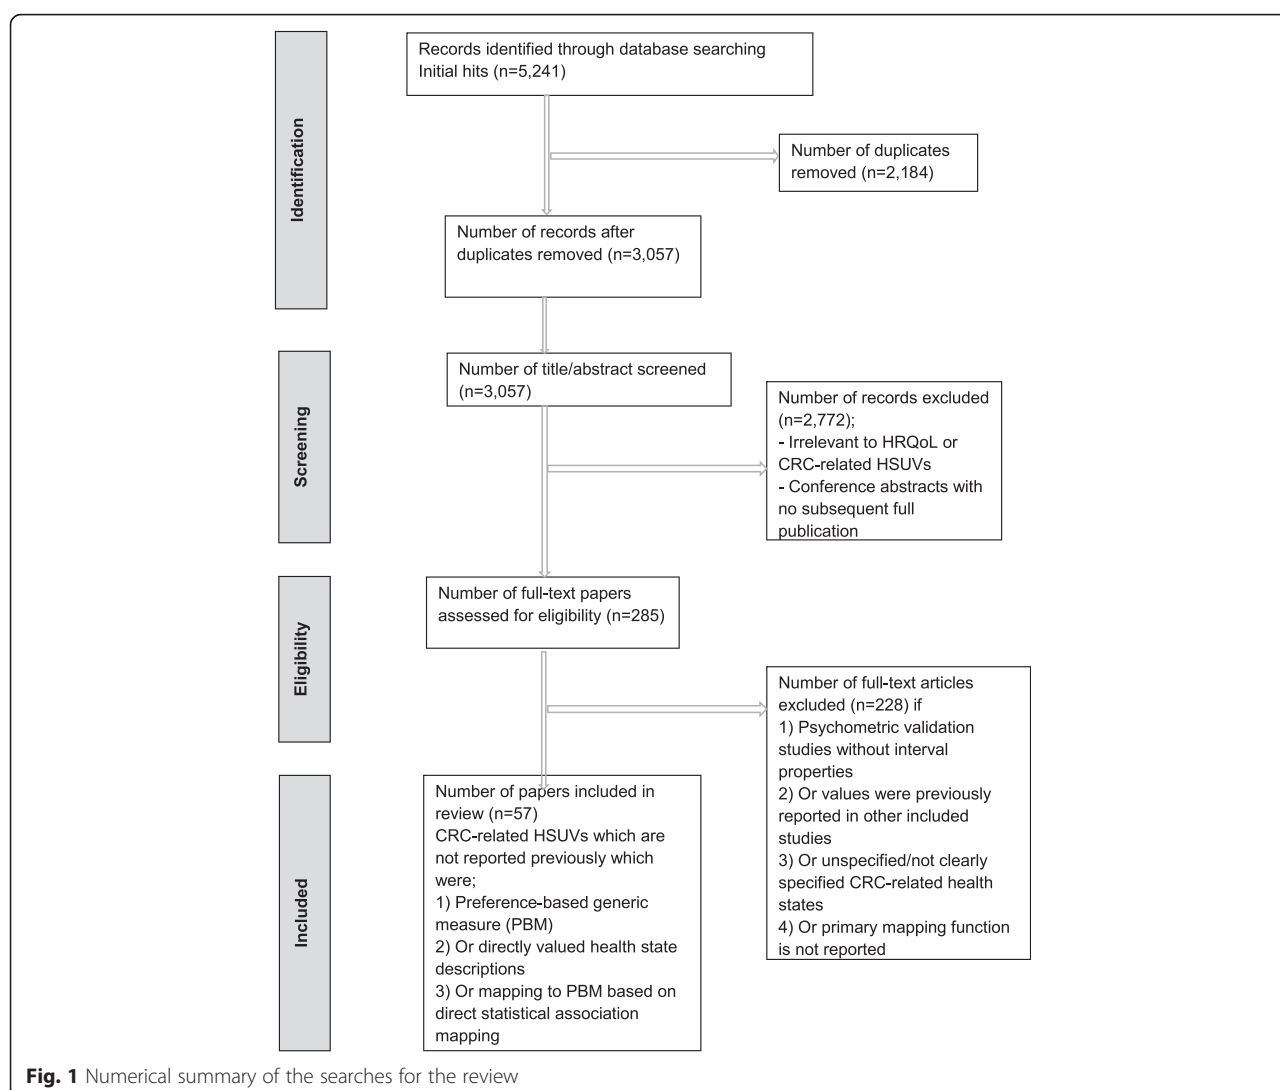 Identification
Records identified through database searching
Initial hits (n=5,241)
Number of duplicates
removed (n=2,184)
Number of records after
duplicates removed (n=3,057)
Screening
Number of title/abstract screened
(n=3,057)
Number of records excluded
(n=2,772);
- Irrelevant to HRQoL or
CRC-related HSUVs
- Conference abstracts with
no subsequent full
publication
Eligibility
Number of full-text papers
assessed for eligibility (n=285)
Number of full-text articles
excluded (n=228) if
1) Psychometric validation
studies without interval
properties
2) Or values were previously
reported in other included
studies
3) Or unspecified/not clearly
specified CRC-related health
states
4) Or primary mapping function
is not reported
Included
Number of papers included in
review (n=57)
CRC-related HSUVs which are
not reported previously which
were;
1) Preference-based generic
measure (PBM)
2) Or directly valued health state
descriptions
3) Or mapping to PBM based on
direct statistical association
mapping
Fig. 1 Numerical summary of the searches for the review